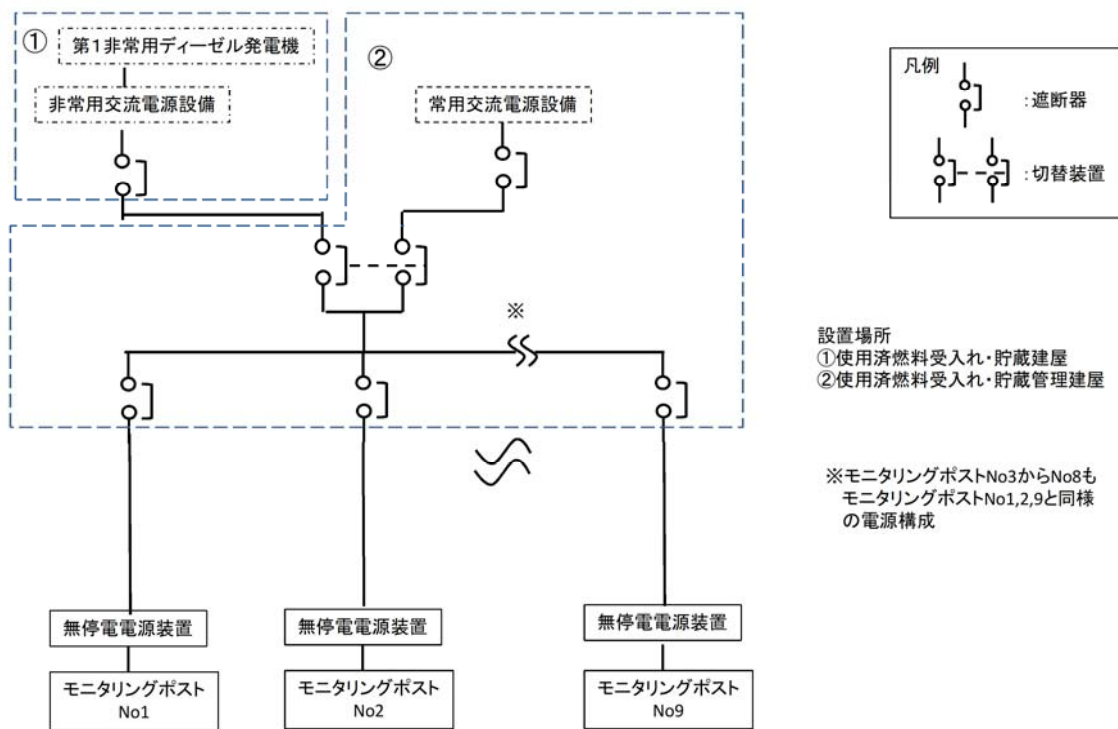 ①
第1非常用ディーゼル発電機
非常用交流電源設備
②
常用交流電源設備
凡例
:遮断器
:切替装置
※
設置場所
①使用済燃料受入れ・貯蔵建屋
②使用済燃料受入れ・貯蔵管理建屋
※モニタリングポストNo3からNo8も
モニタリングポストNo1,2,9と同様
の電源構成
無停電電源装置
無停電電源装置
無停電電源装置
モニタリングポスト
No1
モニタリングポスト
No2
モニタリングポスト
No9